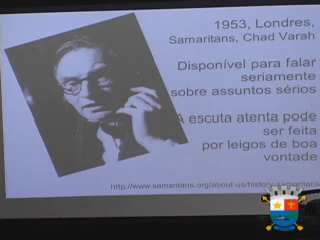 1953, Londres,
Samaritans, Chad Varah
Disponível para falar
seriamente
sobre assuntos sérios
A escuta atenta pode
ser feita
por leigos de boa
vontade
http://www.samaritans.org/about-us/history-samaritans